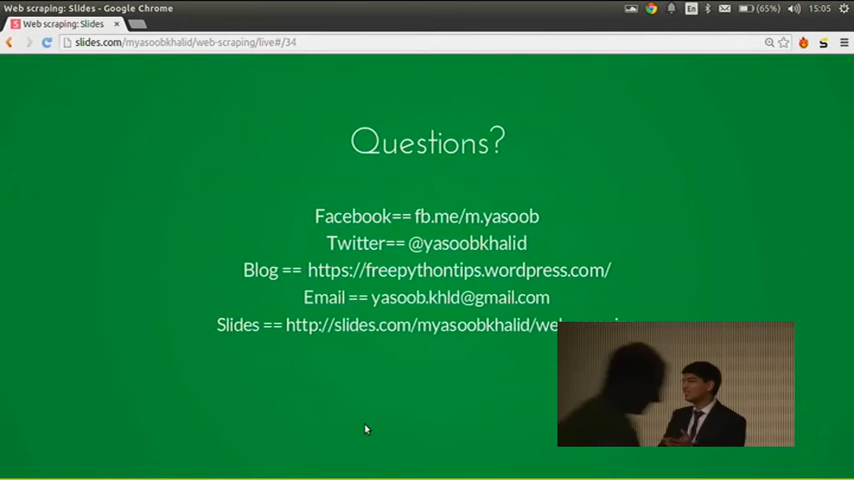 Web scraping: Slides - Google Chrome
En
(65%)
15:05
Web scraping: Slides
slides.com/myasoobkhalid/web-scraping/live#/34
Questions?
Facebook== fb.me/m.yasoob
Twitter== @yasoobkhalid
Blog == https://freepythontips.wordpress.com/
Email == yasoob.khld@gmail.com
Slides == http://slides.com/myasoobkhalid/we